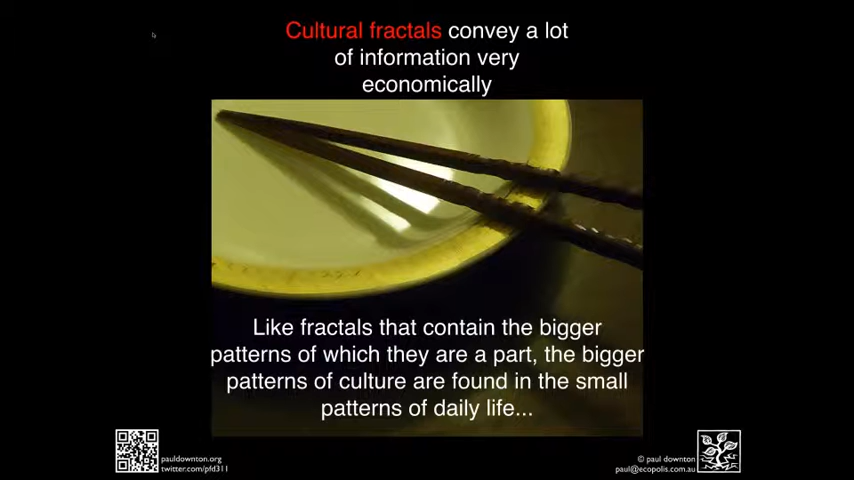 Cultural fractals convey a lot
of information very
economically
Like fractals that contain the bigger
patterns of which they are a part, the bigger
patterns of culture are found in the small
patterns of daily life...
pauldownton.org
twitter.com/pfd311
© paul downton
paul@ecopolis.com.au